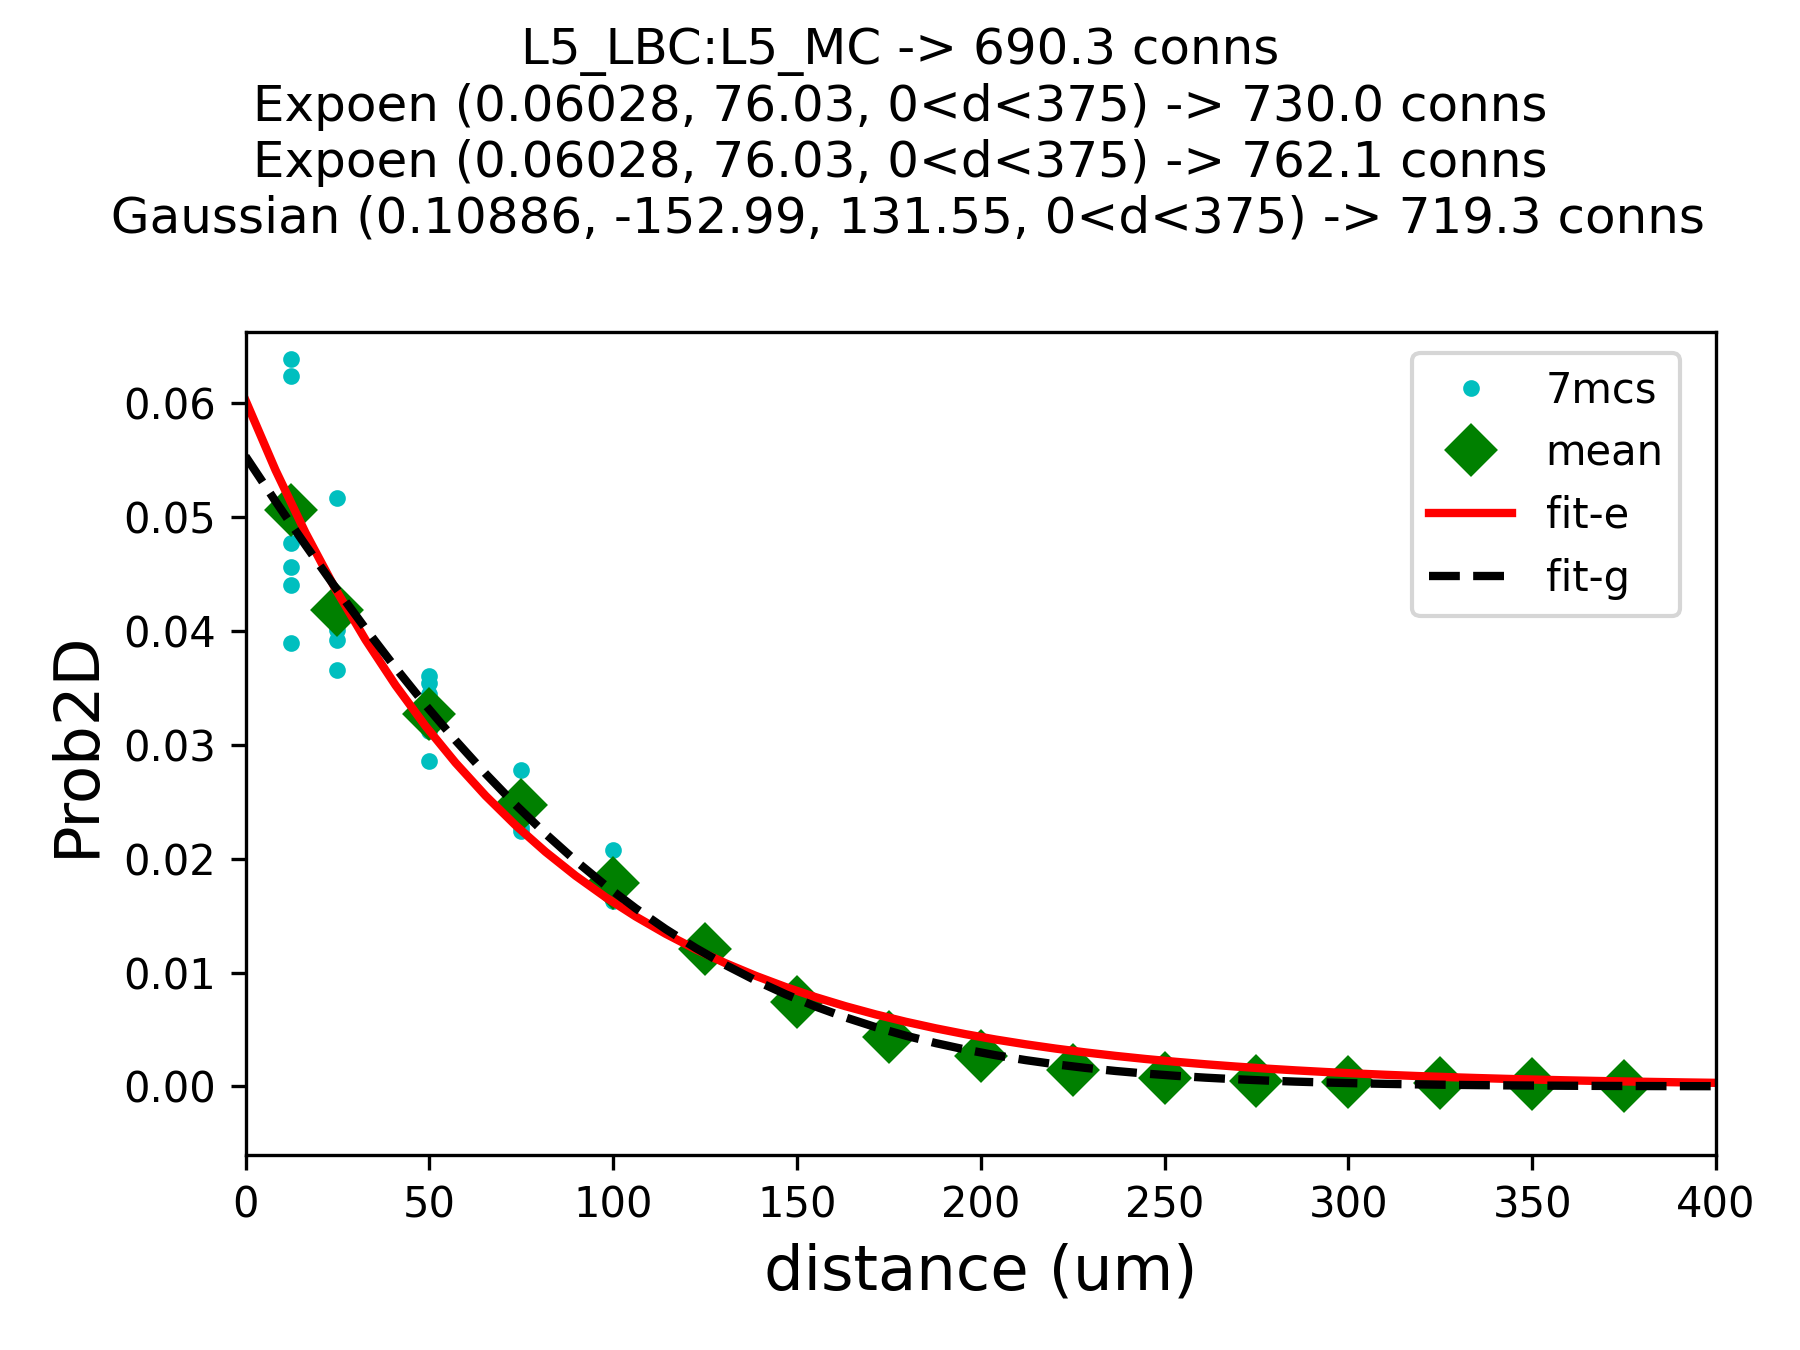 L5_LBC:L5_MC -> 690.3 conns
Expoen (0.06028, 76.03, 0<d<375) -> 730.0 conns
Expoen (0.06028, 76.03, 0<d<375) -> 762.1 conns
Gaussian (0.10886, -152.99, 131.55, 0<d<375) -> 719.3 conns
7mcs
mean
fit-e
fit-g
Prob2D
0.06
0.05
0.04
0.03
0.02
0.01
0.00
0 50 100 150 200 250 300 350 400
distance (um)